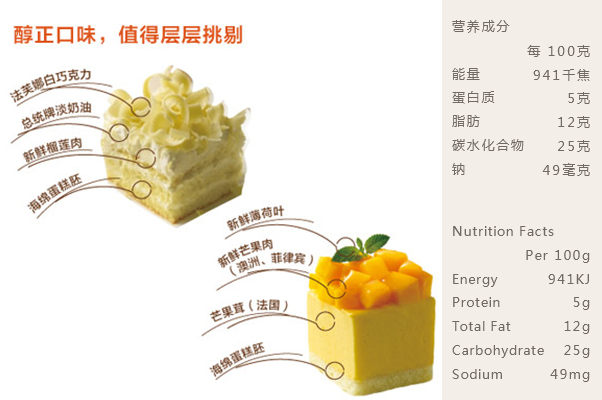 醇正口味，值得层层挑剔
法芙娜白巧克力
总统牌淡奶油
新鲜榴莲肉
海绵蛋糕胚
新鲜薄荷叶
新鲜芒果肉
（澳洲、菲律宾）
芒果茸（法国）
海绵蛋糕胚
营养成分
每 100克
能量 941千焦
蛋白质 5克
脂肪 12克
碳水化合物 25克
钠 49毫克
Nutrition Facts
Per 100g
Energy 941KJ
Protein 5g
Total Fat 12g
Carbohydrate 25g
Sodium 49mg